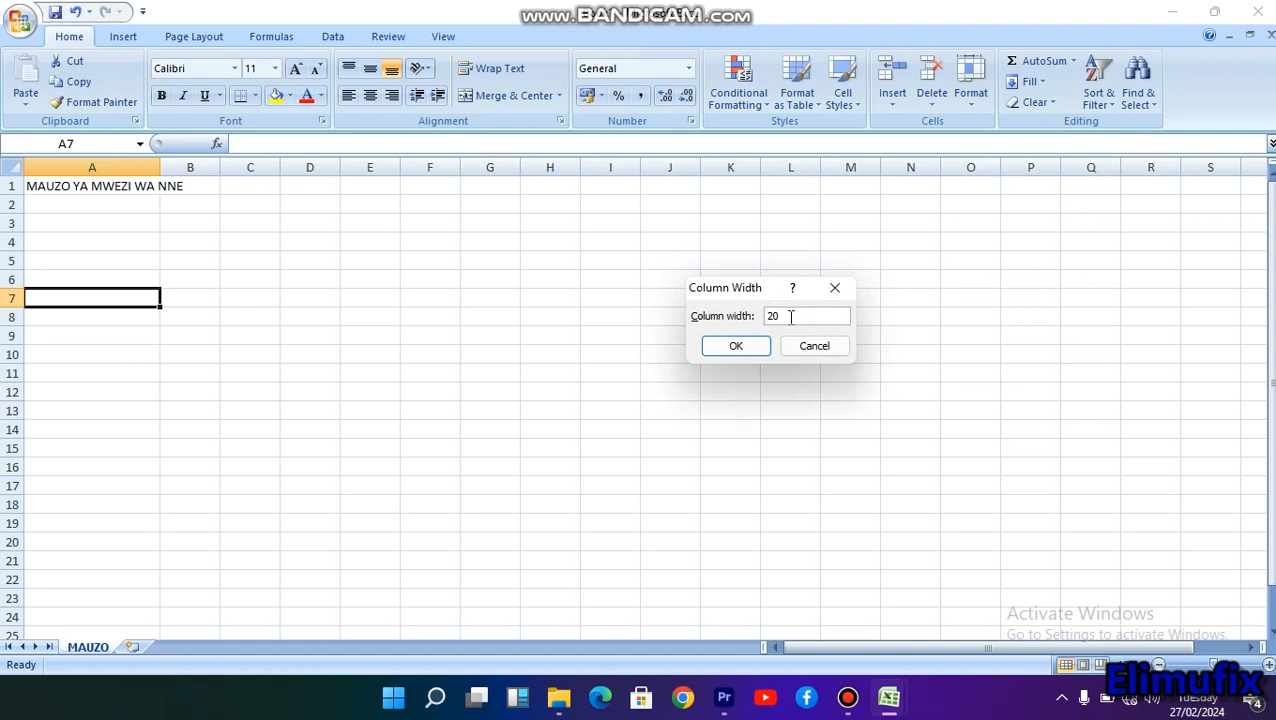 www.BANDICAM.com
Home Insert Page Layout Formulas Data Review View
Paste
Cut
Copy
Format Painter
Clipboard
Calibri 11
B I U
Font
Wrap Text
Merge & Center
Alignment
General
% ,
Number
Conditional Formatting
Format as Table
Cell Styles
Styles
Insert Delete Format
Cells
Σ AutoSum
Fill
Clear
Sort & Filter
Find & Select
Editing
A7 fx
A B C D E F G H I J K L M N O P Q R S
1 MAUZO YA MWEZI WA NNE
2
3
4
5
6
7
8
9
10
11
12
13
14
15
16
17
18
19
20
21
22
23
24
25
Column Width ?
Column width: 20
OK Cancel
Activate Windows
Go to Settings to activate Windows.
MAUZO
Ready
Elimufix
Pr
Tuesday
27/02/2024
4